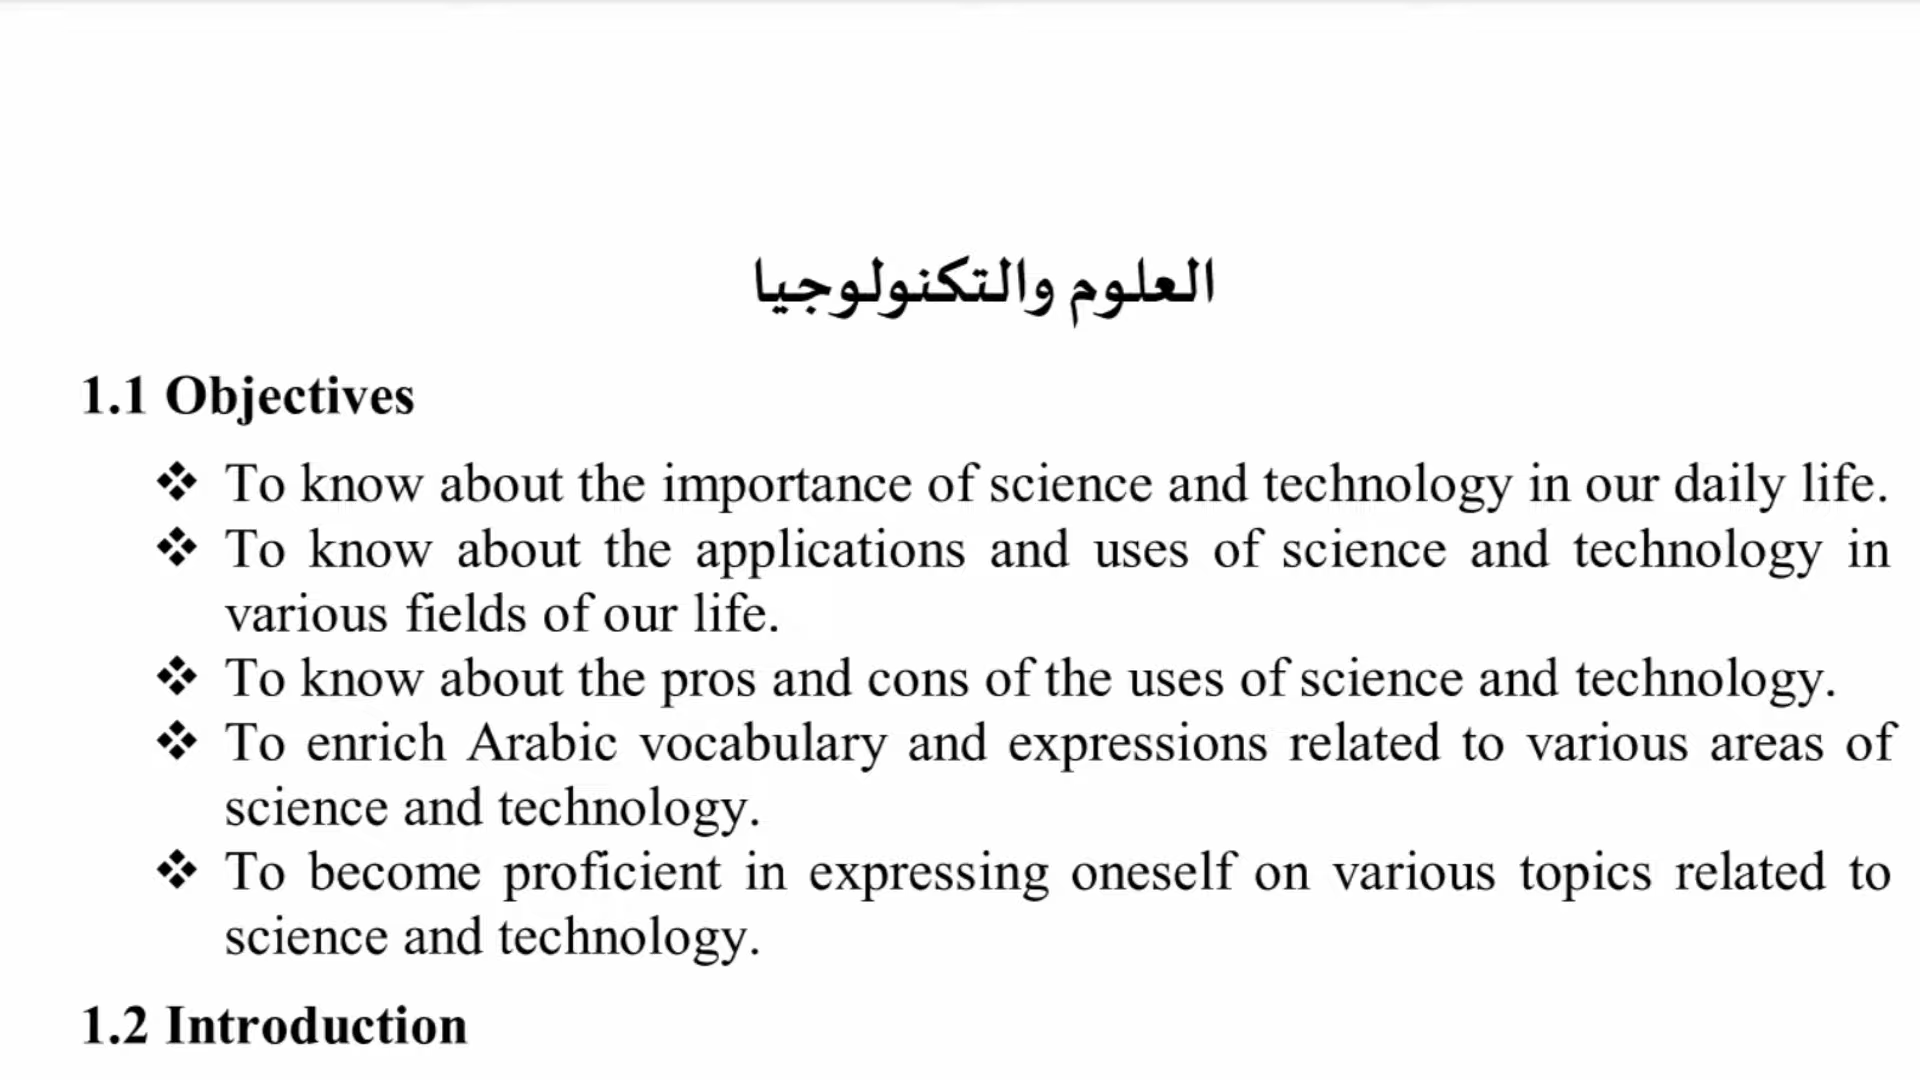 العلوم والتكنولوجيا
1.1 Objectives
❖ To know about the importance of science and technology in our daily life.
❖ To know about the applications and uses of science and technology in
various fields of our life.
❖ To know about the pros and cons of the uses of science and technology.
❖ To enrich Arabic vocabulary and expressions related to various areas of
science and technology.
❖ To become proficient in expressing oneself on various topics related to
science and technology.
1.2 Introduction